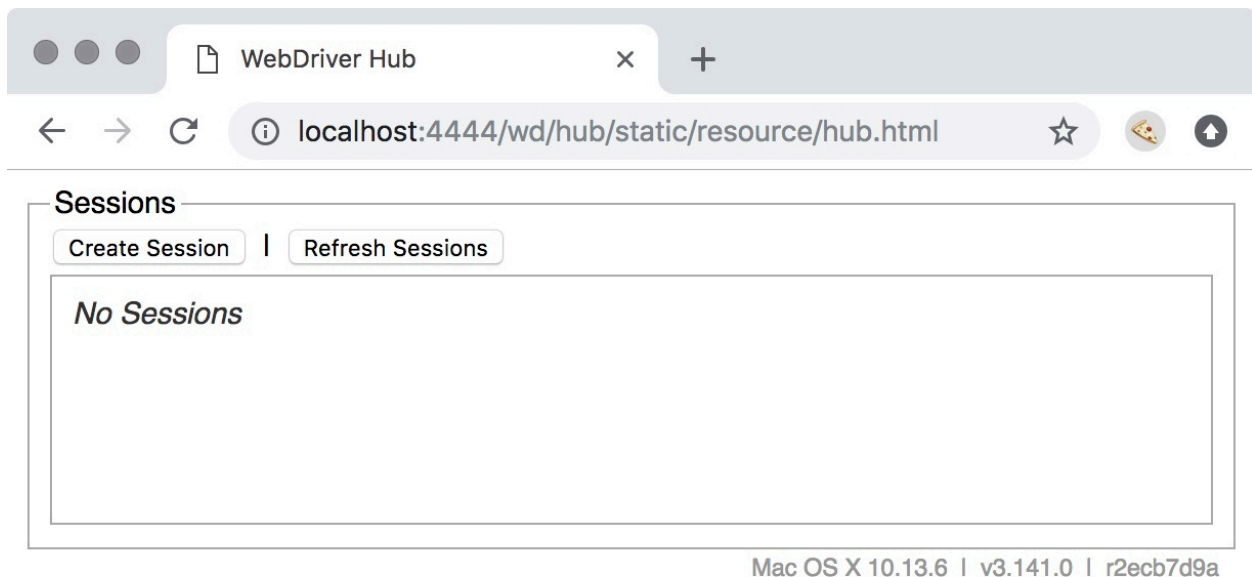 WebDriver Hub
localhost:4444/wd/hub/static/resource/hub.html
Sessions
Create Session | Refresh Sessions
No Sessions
Mac OS X 10.13.6 | v3.141.0 | r2ecb7d9a